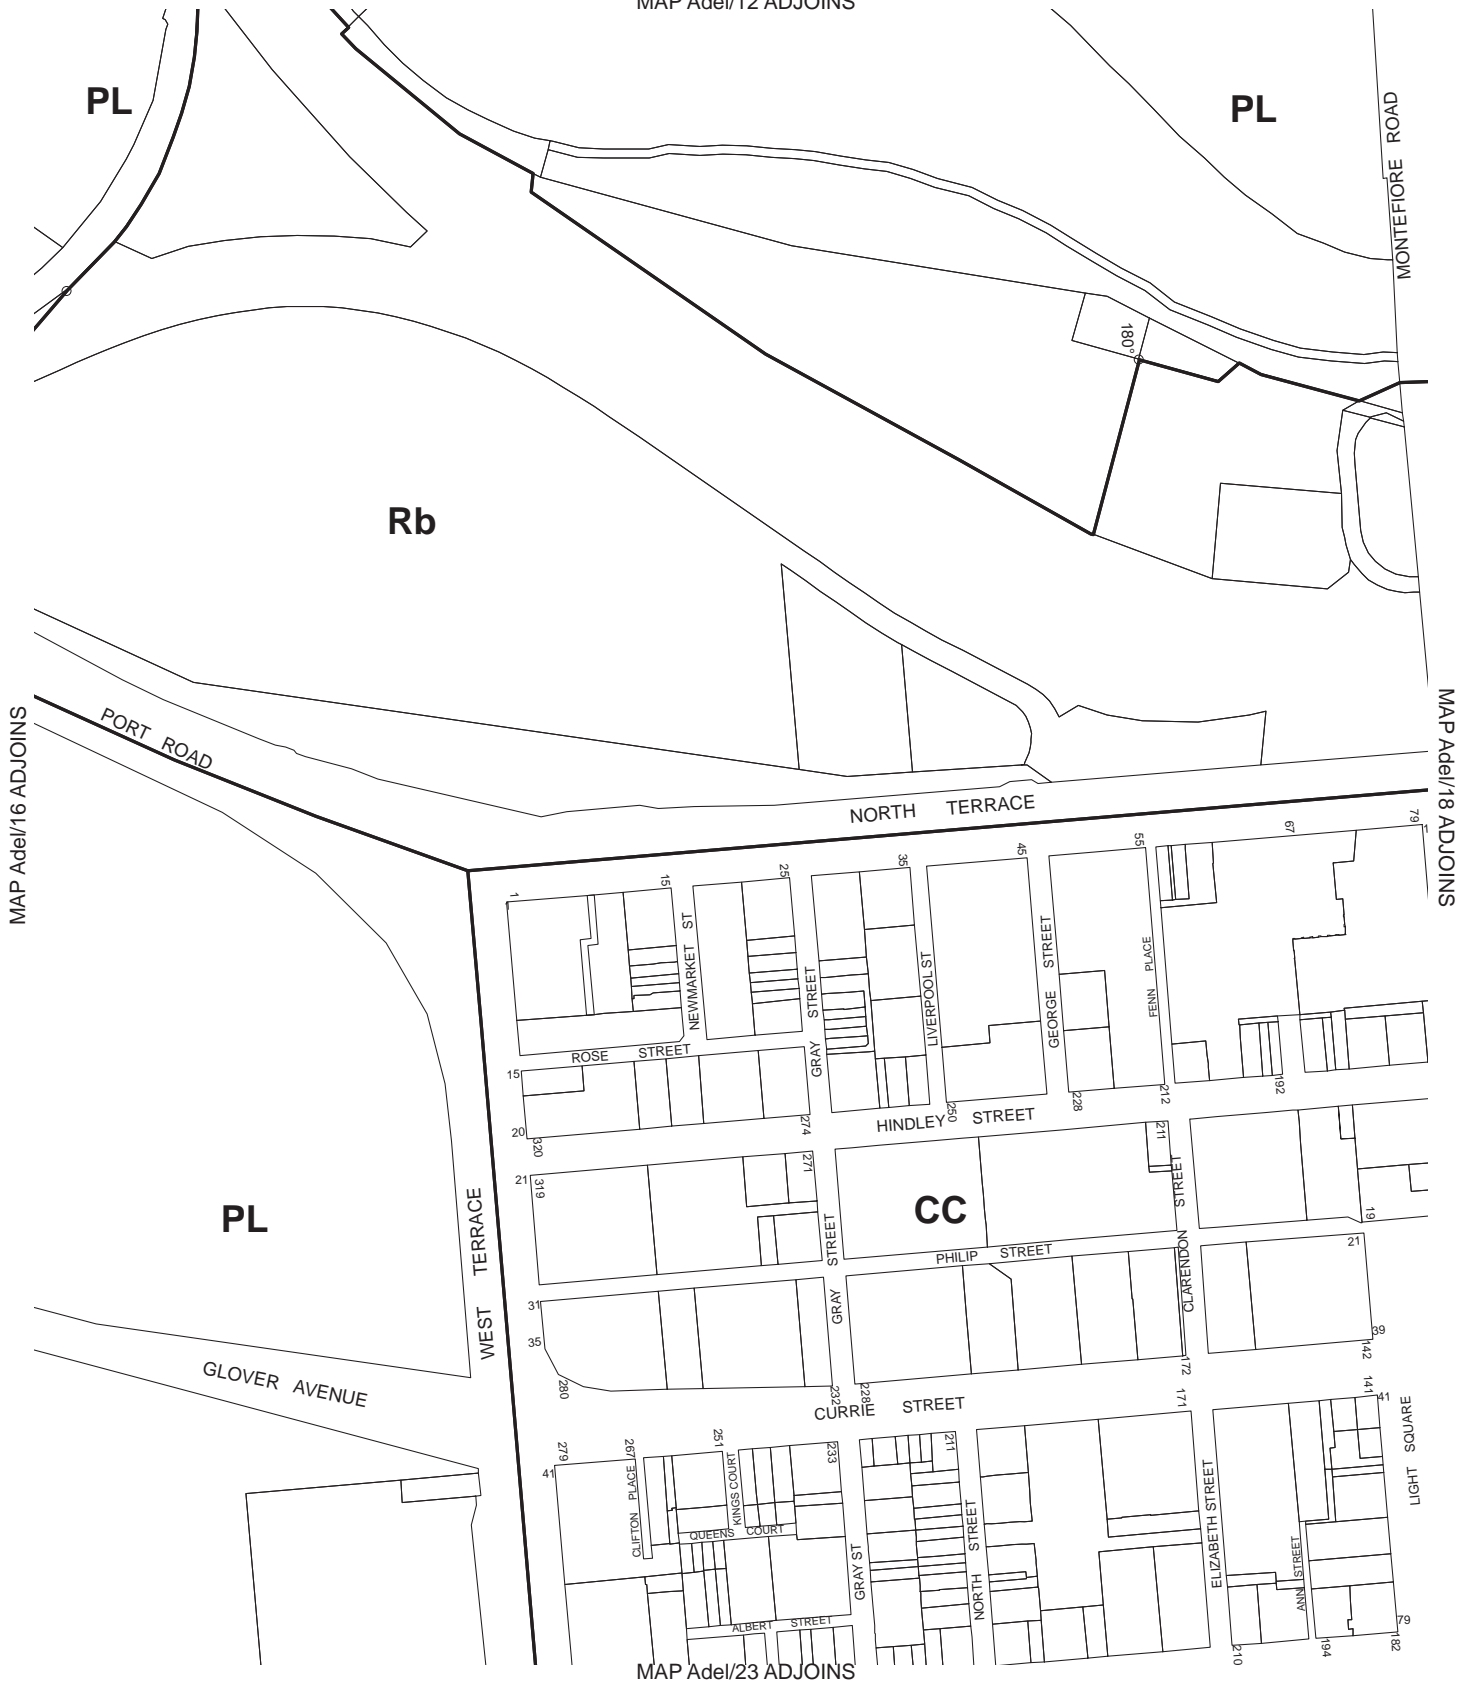 MAP Adel/12 ADJOINS
PL
PL
MONTEFIORE ROAD
180°
Rb
MAP Adel/16 ADJOINS
MAP Adel/18 ADJOINS
PORT ROAD
NORTH TERRACE
1
15
25
35
45
55
67
79
NEWMARKET ST
GRAY STREET
LIVERPOOL ST
GEORGE STREET
FENN PLACE
ROSE STREET
15
20
320
274
250
228
212
192
HINDLEY STREET
21
319
271
211
PL
CC
WEST TERRACE
GRAY STREET
PHILIP STREET
CLARENDON STREET
19
21
31
35
280
232
228
172
39
142
GLOVER AVENUE
CURRIE STREET
279
41
267
251
233
211
171
141
41
CLIFTON PLACE
KINGS COURT
QUEENS COURT
GRAY ST
NORTH STREET
ELIZABETH STREET
ANN STREET
LIGHT SQUARE
ALBERT STREET
210
194
182
79
MAP Adel/23 ADJOINS